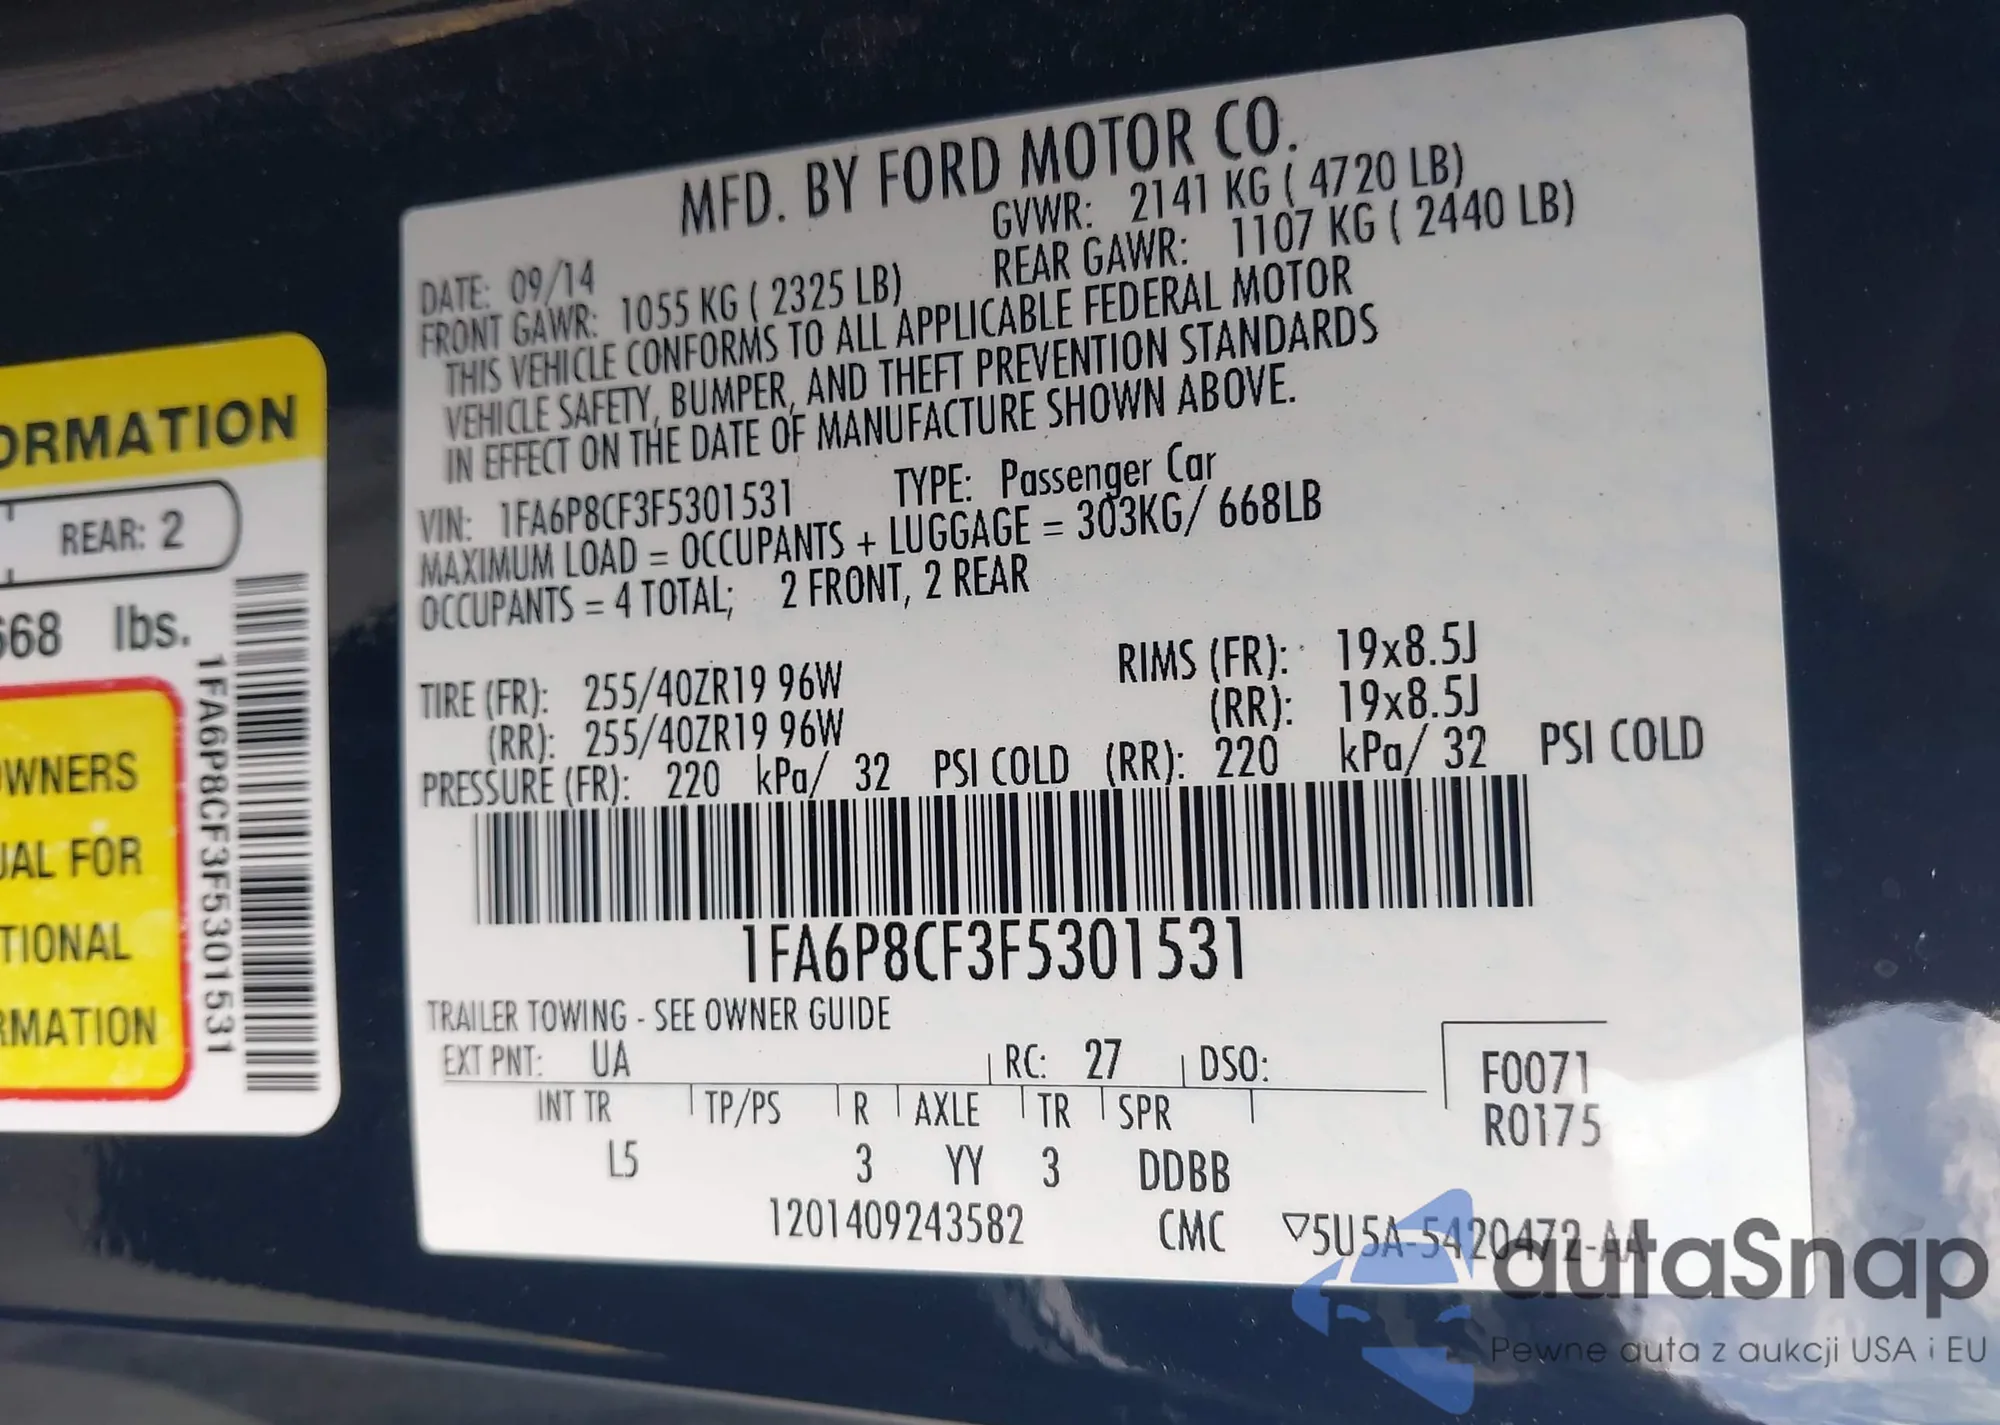 ORMATION
REAR: 2
668 lbs.
1FA6P8CF3F5301531
OWNERS
UAL FOR
TIONAL
RMATION
MFD. BY FORD MOTOR CO.
DATE: 09/14 GVWR: 2141 KG ( 4720 LB)
FRONT GAWR: 1055 KG ( 2325 LB) REAR GAWR: 1107 KG ( 2440 LB)
THIS VEHICLE CONFORMS TO ALL APPLICABLE FEDERAL MOTOR
VEHICLE SAFETY, BUMPER, AND THEFT PREVENTION STANDARDS
IN EFFECT ON THE DATE OF MANUFACTURE SHOWN ABOVE.
VIN: 1FA6P8CF3F5301531 TYPE: Passenger Car
MAXIMUM LOAD = OCCUPANTS + LUGGAGE = 303KG/ 668LB
OCCUPANTS = 4 TOTAL; 2 FRONT, 2 REAR
TIRE (FR): 255/40ZR19 96W RIMS (FR): 19x8.5J
(RR): 255/40ZR19 96W (RR): 19x8.5J
PRESSURE (FR): 220 kPa/ 32 PSI COLD (RR): 220 kPa/ 32 PSI COLD
1FA6P8CF3F5301531
TRAILER TOWING - SEE OWNER GUIDE
EXT PNT: UA RC: 27 DSO:
F0071
R0175
INT TR TP/PS R AXLE TR SPR
L5 3 YY 3 DDBB
1201409243582 CMC ▽5U5A-5420472-AA
autaSnap
Pewne auta z aukcji USA i EU